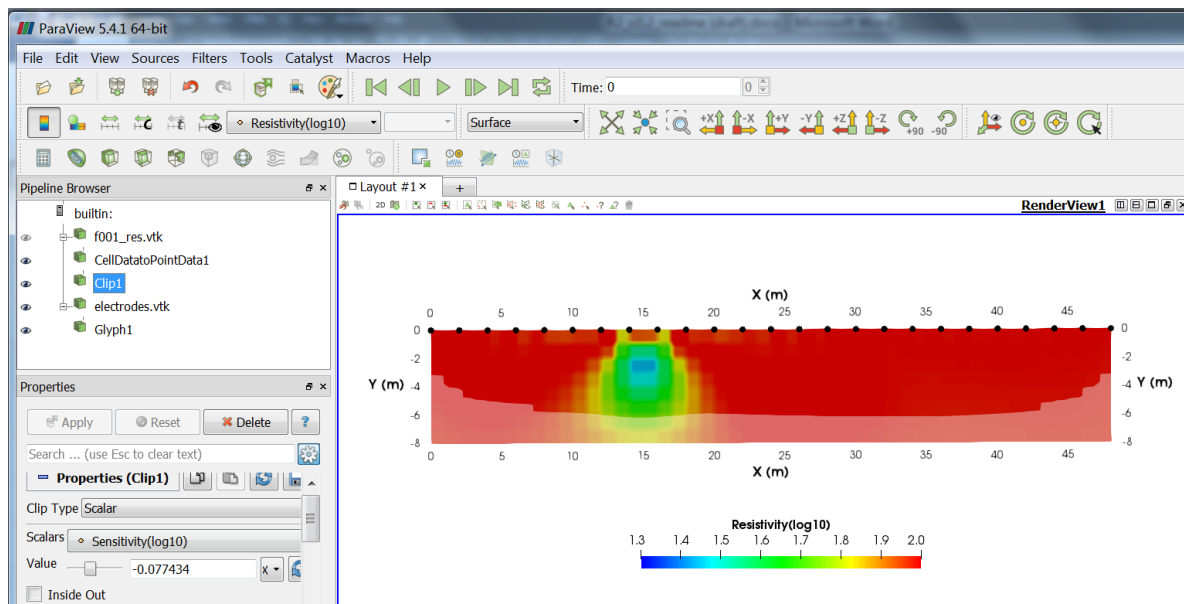 ParaView 5.4.1 64-bit
File Edit View Sources Filters Tools Catalyst Macros Help
Time: 0 0
Resistivity(log10) Surface +X -X +Y -Y +Z -Z +90 -90
Pipeline Browser
builtin:
f001_res.vtk
CellDatatoPointData1
Clip1
electrodes.vtk
Glyph1
Properties
Apply Reset Delete ?
Search ... (use Esc to clear text)
Properties (Clip1)
Clip Type Scalar
Scalars Sensitivity(log10)
Value -0.077434 X
Inside Out
Layout #1 × +
2D RenderView1
X (m)
0 5 10 15 20 25 30 35 40 45
0 0
-2 -2
Y (m) -4 -4 Y (m)
-6 -6
-8 -8
0 5 10 15 20 25 30 35 40 45
X (m)
Resistivity(log10)
1.3 1.4 1.5 1.6 1.7 1.8 1.9 2.0